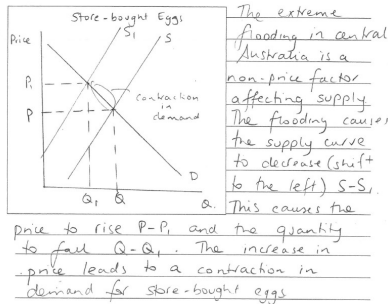 Store-bought Eggs
Price
S₁
S
P₁
P
contraction
in
demand
D
Q₁
Q
Q.
The extreme
flooding in central
Australia is a
non-price factor
affecting supply
The flooding causes
the supply curve
to decrease (shift
to the left) S-S₁
This causes the
price to rise P-P₁ and the quantity
to fall Q-Q₁. The increase in
price leads to a contraction in
demand for store-bought eggs